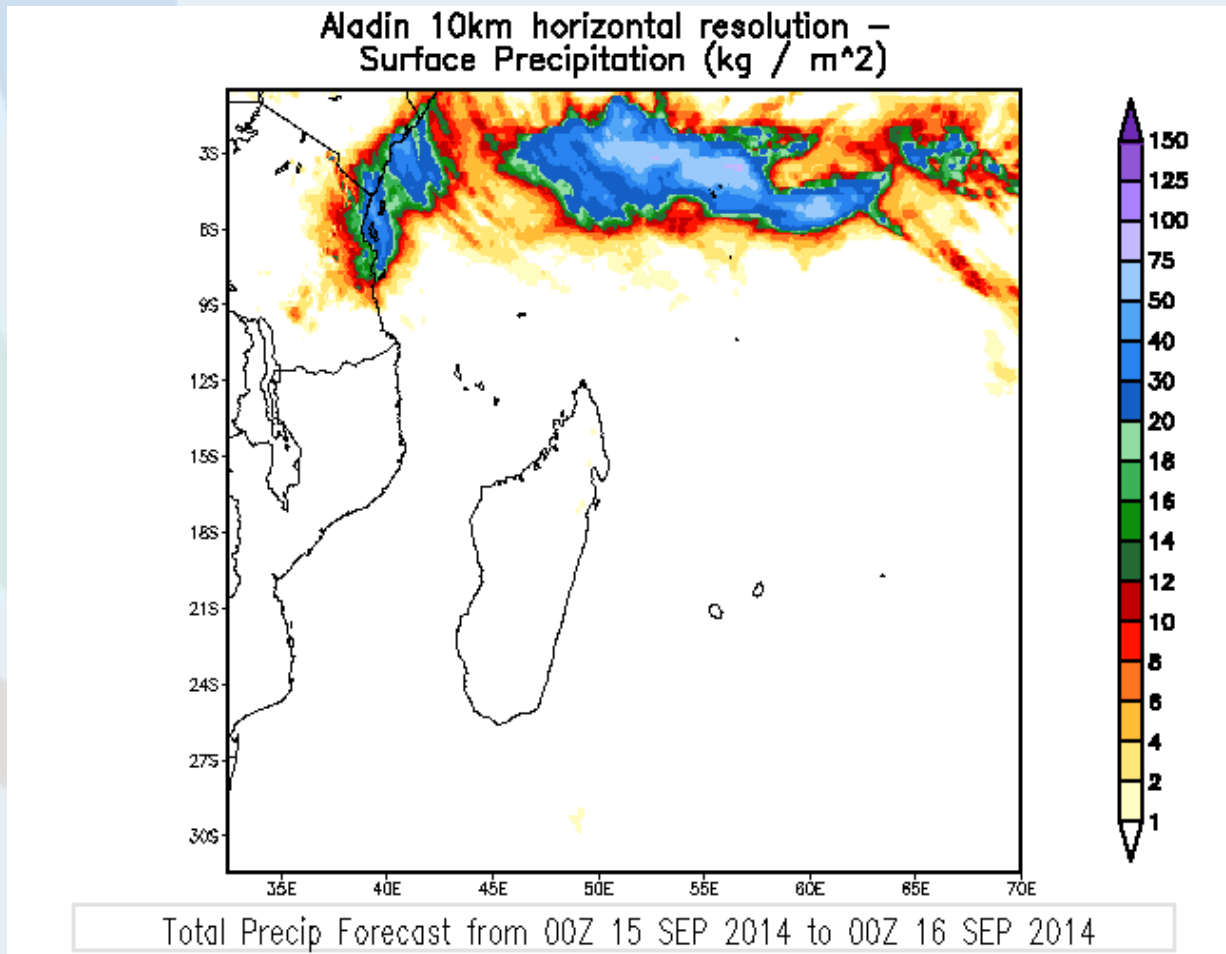 Aladin 10km horizontal resolution –
Surface Precipitation (kg / m^2)
3S
6S
9S
12S
15S
18S
21S
24S
27S
30S
35E
40E
45E
50E
55E
60E
65E
70E
150
125
100
75
50
40
30
20
18
16
14
12
10
8
6
4
2
1
Total Precip Forecast from 00Z 15 SEP 2014 to 00Z 16 SEP 2014